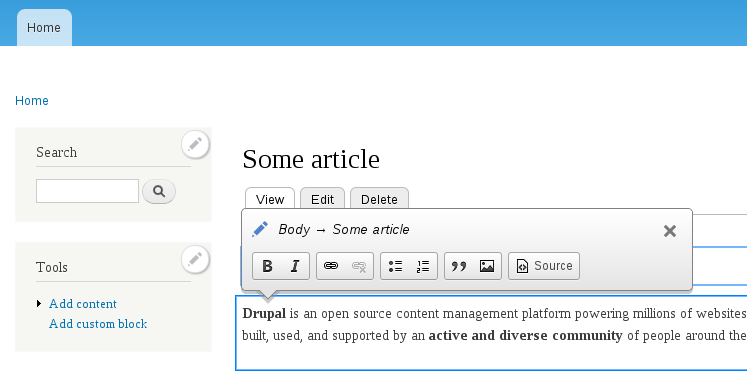 Home
Home
Search
Tools
Add content
Add custom block
Some article
View Edit Delete
Body → Some article
B I Source
Drupal is an open source content management platform powering millions of websites
built, used, and supported by an active and diverse community of people around the